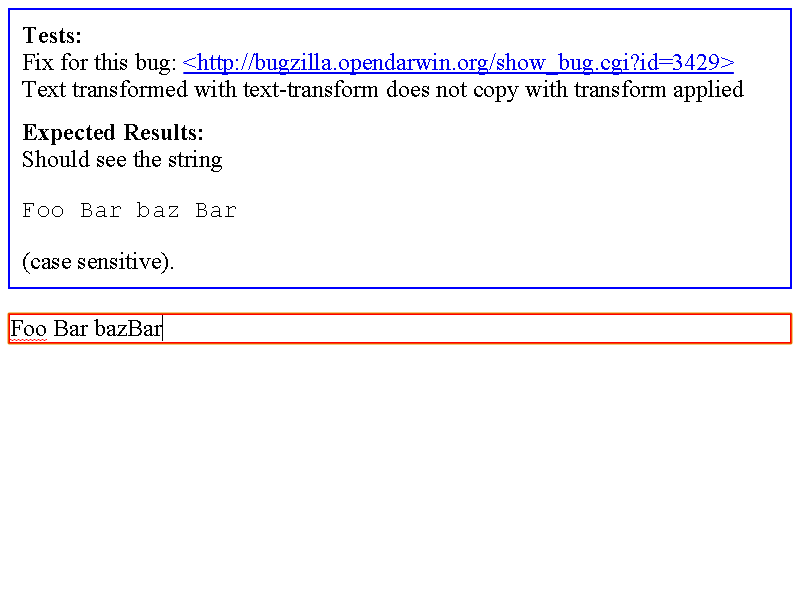 Tests:
Fix for this bug: <http://bugzilla.opendarwin.org/show_bug.cgi?id=3429>
Text transformed with text-transform does not copy with transform applied
Expected Results:
Should see the string
Foo Bar baz Bar
(case sensitive).
Foo Bar bazBar